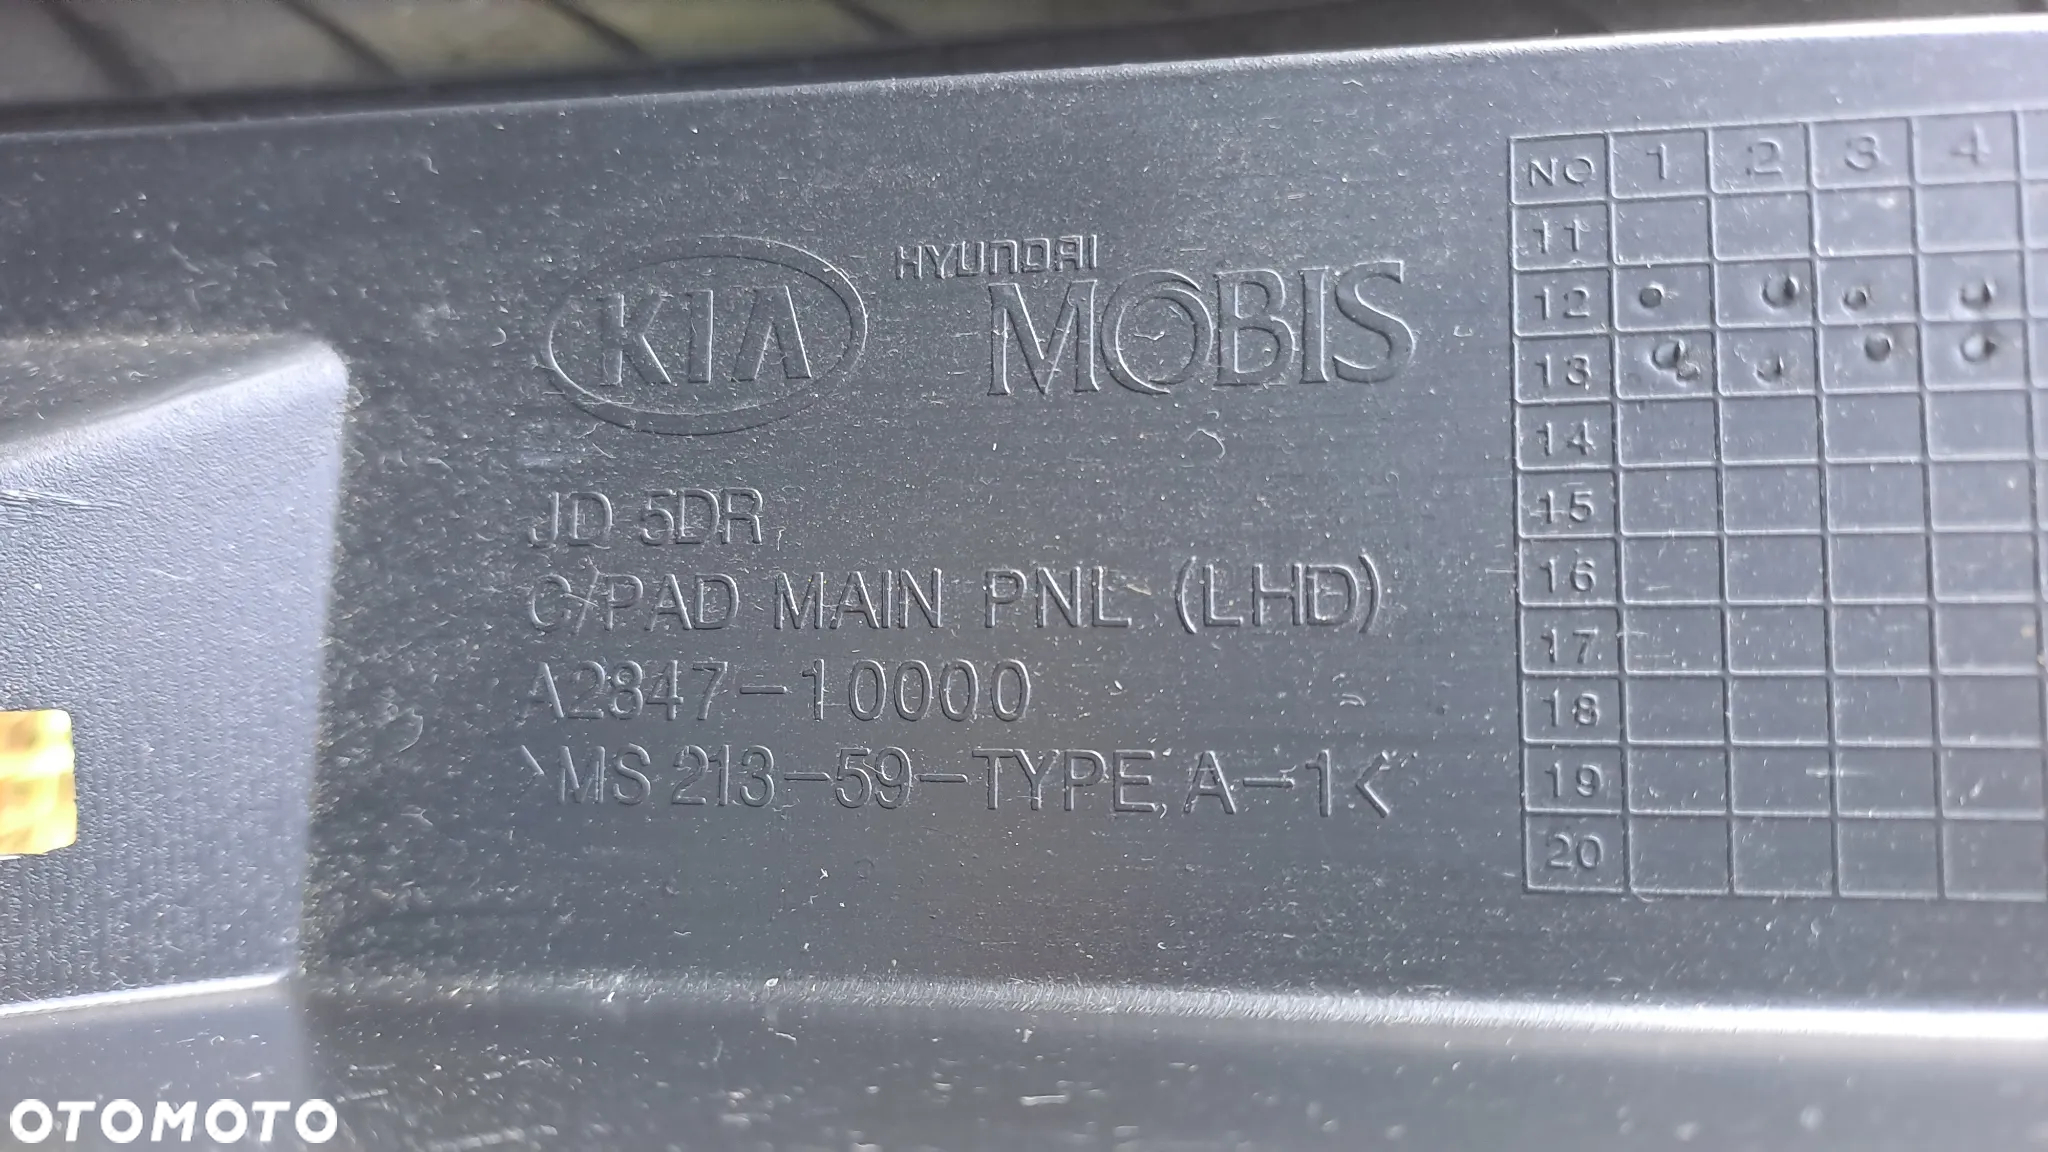 KIA
HYUNDAI
MOBIS
JD 5DR
C/PAD MAIN PNL (LHD)
A2847-10000
>MS 213-59-TYPE A-1<
NO 1 2 3 4
11
12
13
14
15
16
17
18
19
20
OTOMOTO